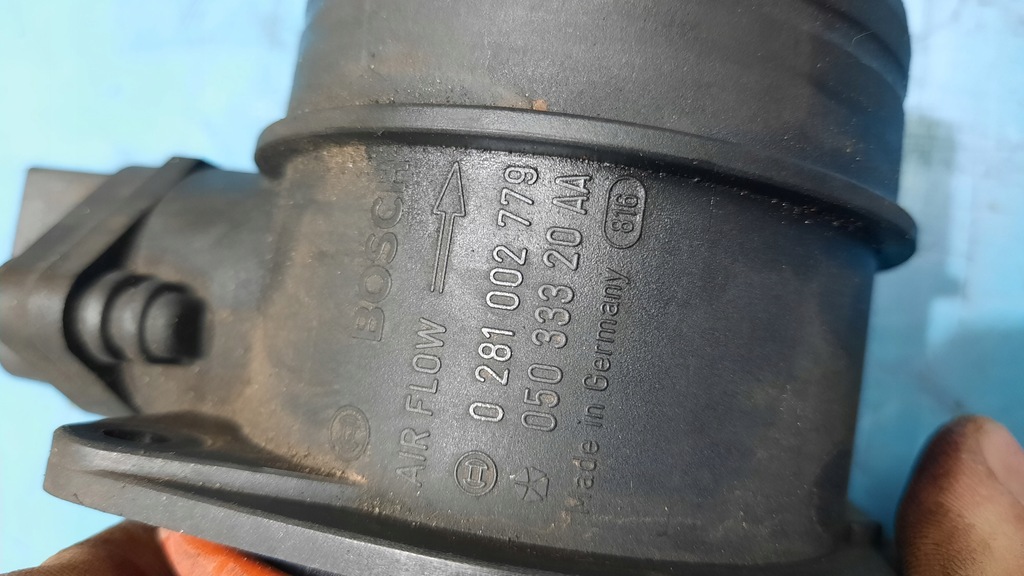 BOSCH
AIR FLOW
0 281 002 779
050 333 20 AA
Made in Germany 816